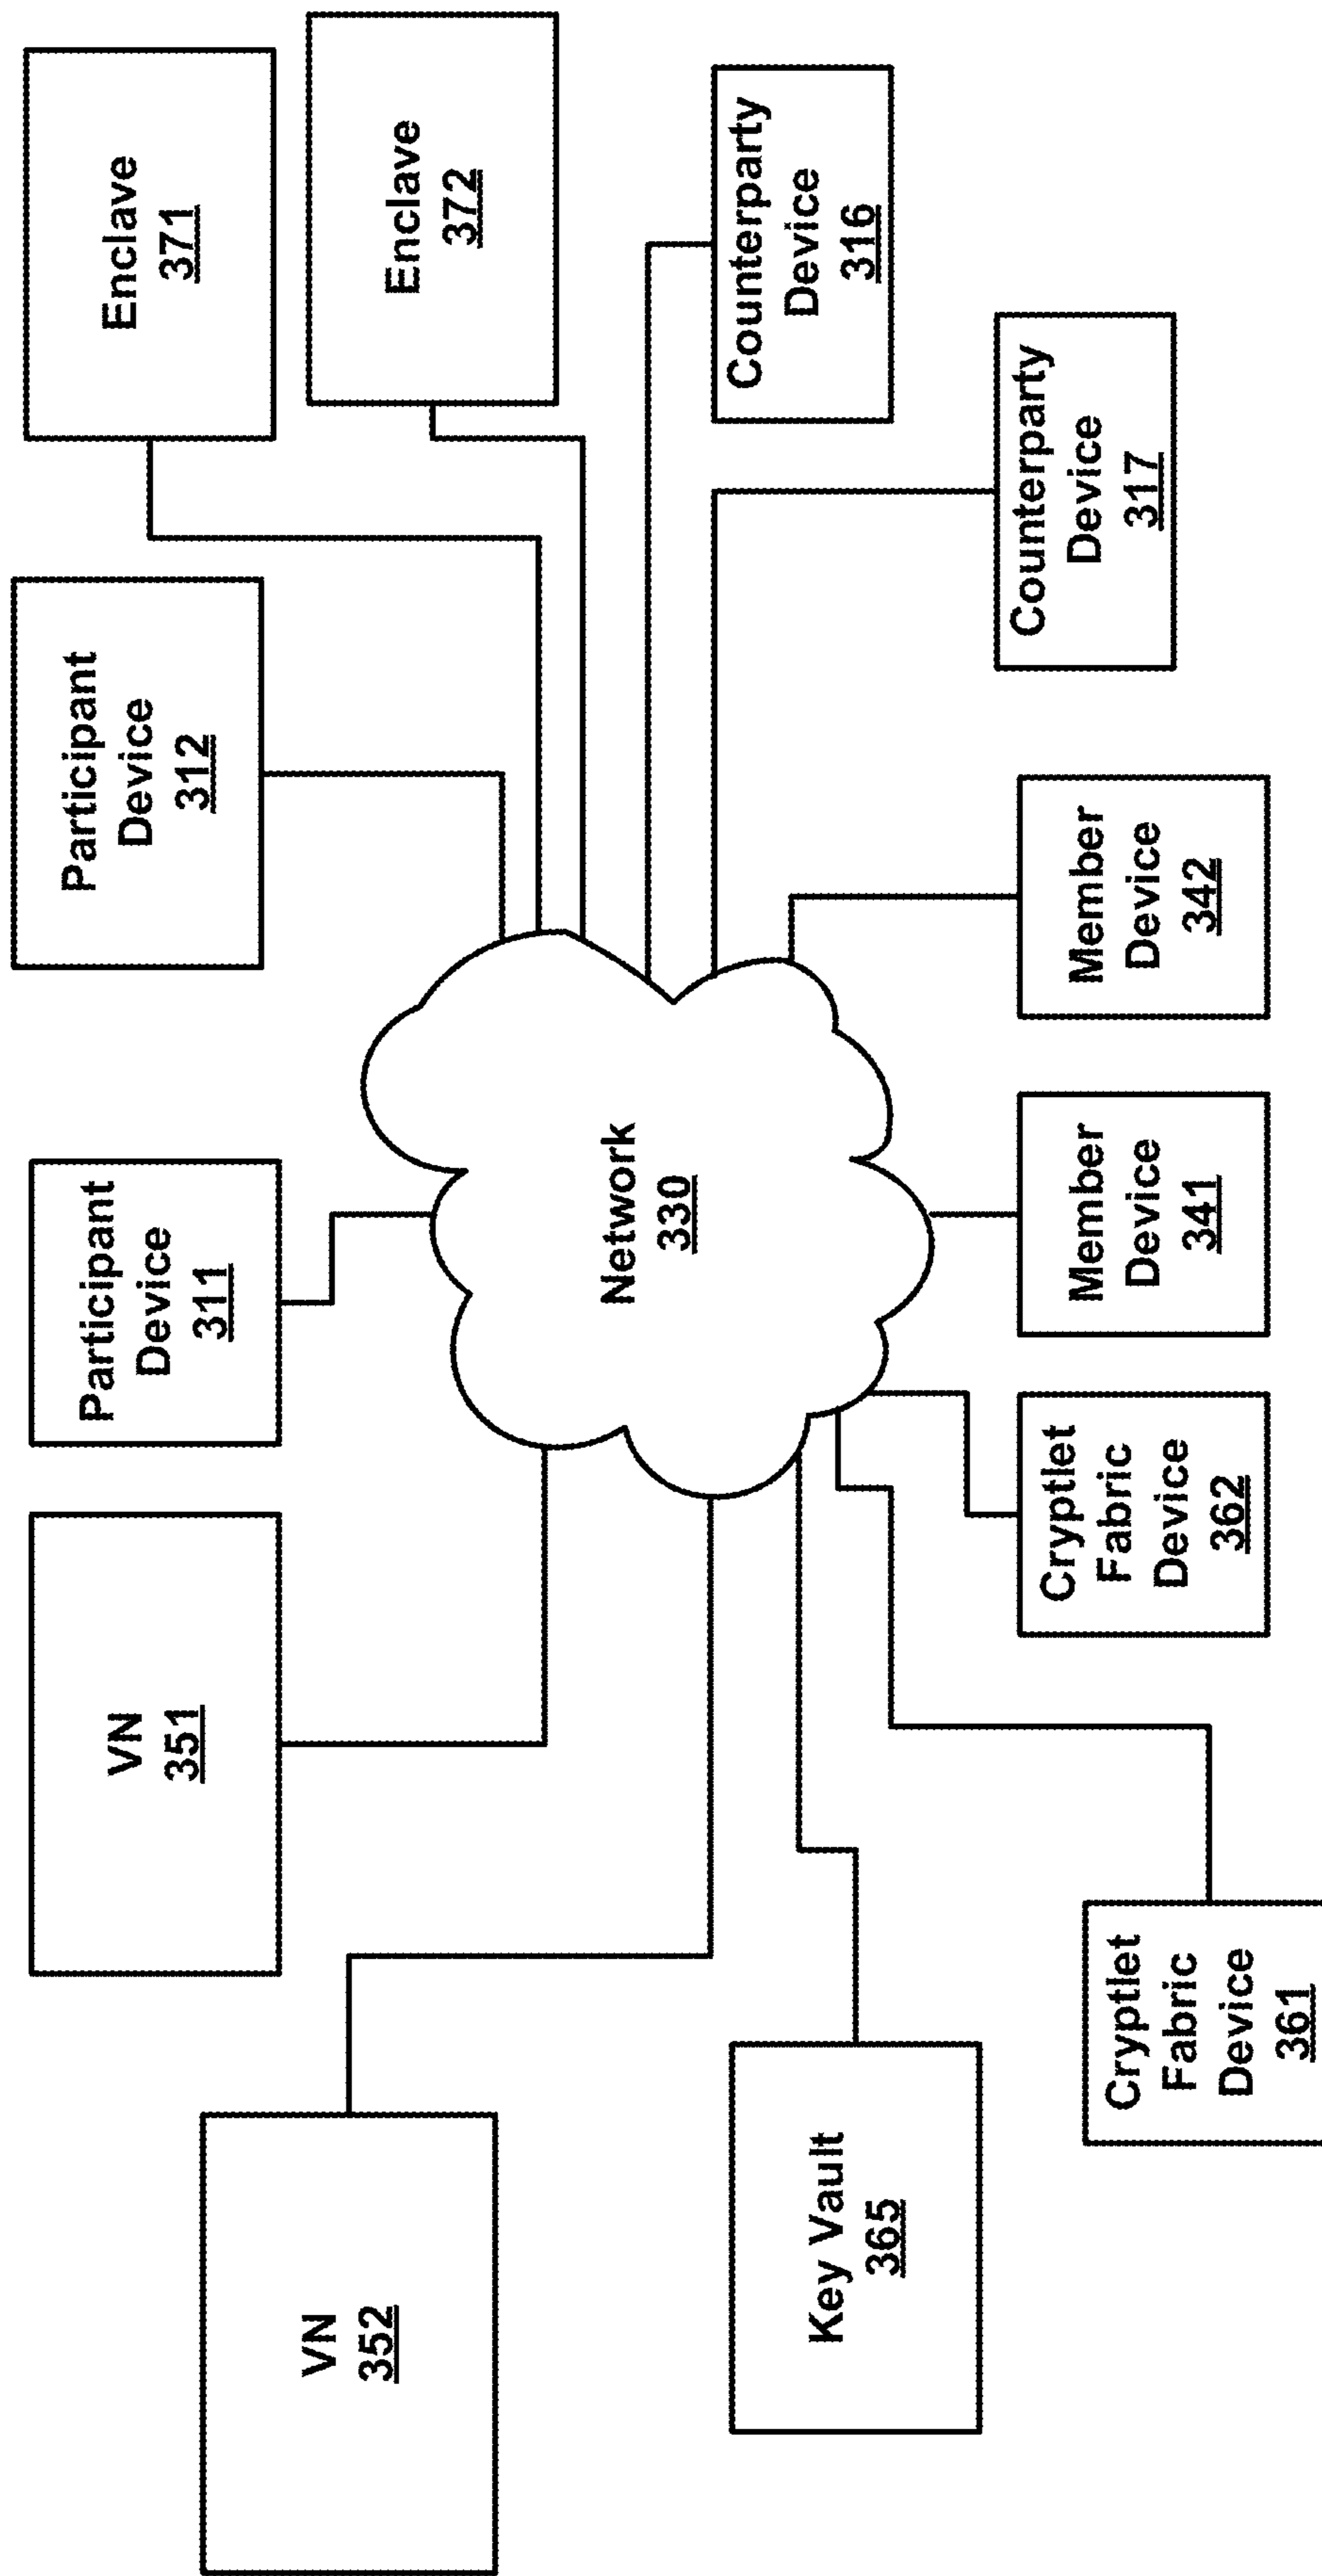 VN
352
VN
351
Participant
Device
311
Participant
Device
312
Enclave
371
Enclave
372
Network
330
Key Vault
365
Cryptlet
Fabric
Device
361
Cryptlet
Fabric
Device
362
Member
Device
341
Member
Device
342
Counterparty
Device
317
Counterparty
Device
316